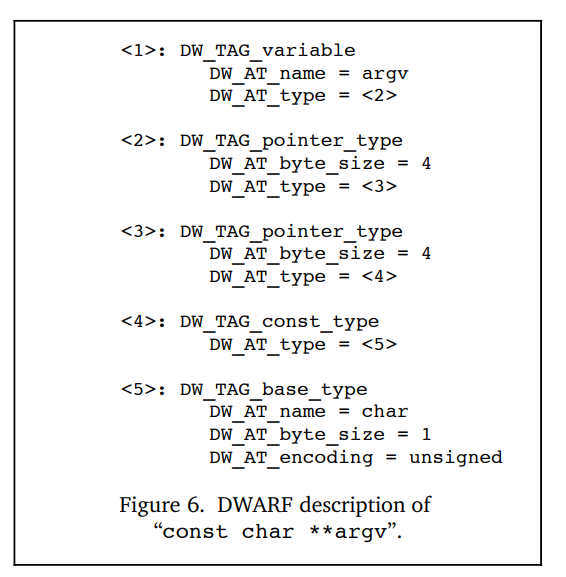 <1>: DW_TAG_variable
DW_AT_name = argv
DW_AT_type = <2>
<2>: DW_TAG_pointer_type
DW_AT_byte_size = 4
DW_AT_type = <3>
<3>: DW_TAG_pointer_type
DW_AT_byte_size = 4
DW_AT_type = <4>
<4>: DW_TAG_const_type
DW_AT_type = <5>
<5>: DW_TAG_base_type
DW_AT_name = char
DW_AT_byte_size = 1
DW_AT_encoding = unsigned
Figure 6. DWARF description of
“const char **argv”.